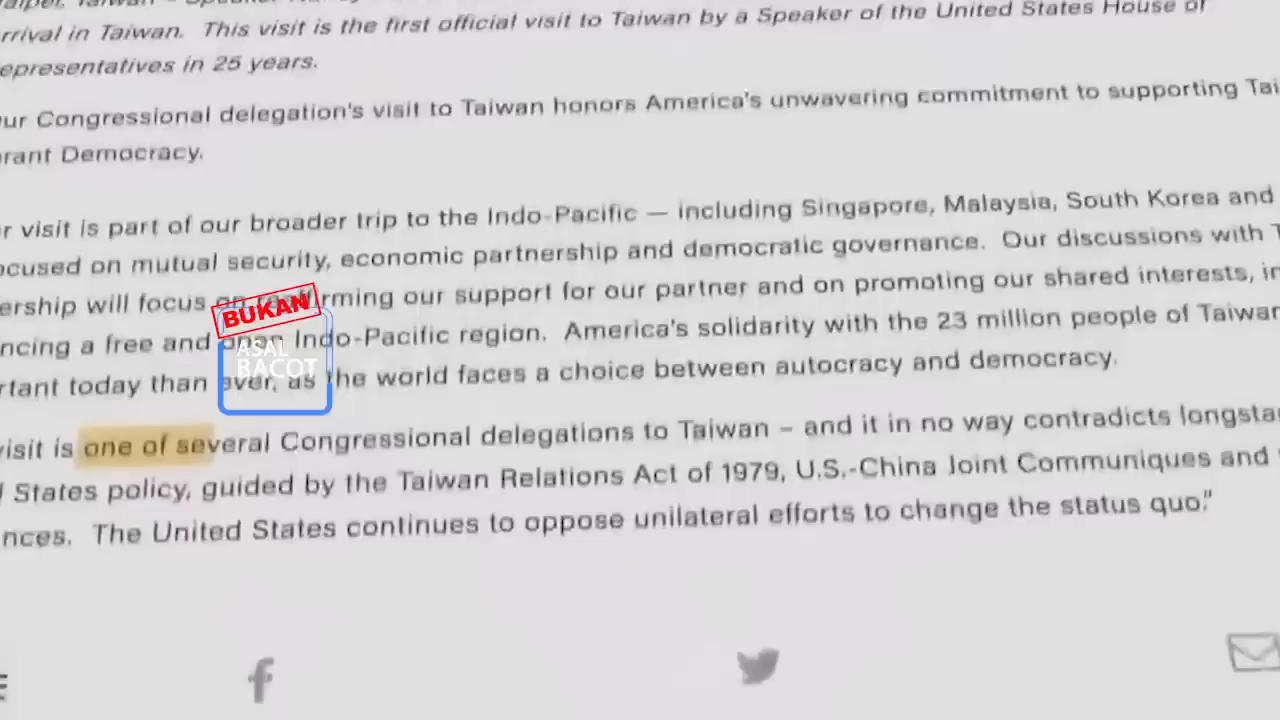 rrival in Taiwan. This visit is the first official visit to Taiwan by a Speaker of the United States House of
epresentatives in 25 years.
ur Congressional delegation's visit to Taiwan honors America's unwavering commitment to supporting Tai
rant Democracy.
r visit is part of our broader trip to the Indo-Pacific — including Singapore, Malaysia, South Korea and
ocused on mutual security, economic partnership and democratic governance. Our discussions with T
ership will focus on reaffirming our support for our partner and on promoting our shared interests, in
ncing a free and open Indo-Pacific region. America's solidarity with the 23 million people of Taiwan
rtant today than ever, as the world faces a choice between autocracy and democracy.
visit is one of several Congressional delegations to Taiwan – and it in no way contradicts longsta
States policy, guided by the Taiwan Relations Act of 1979, U.S.-China Joint Communiques and
nces. The United States continues to oppose unilateral efforts to change the status quo."
BUKAN
ASAL
BACOT